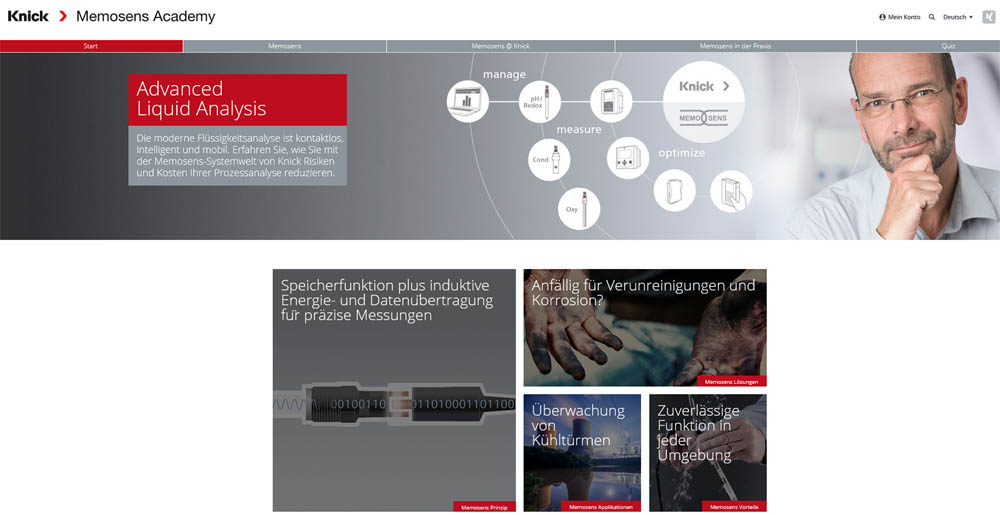 Knick > Memosens Academy
Mein Konto
Deutsch
Start
Memosens
Memosens @ Knick
Memosens in der Praxis
Quiz
Advanced
Liquid Analysis
Die moderne Flüssigkeitsanalyse ist kontaktlos,
intelligent und mobil. Erfahren Sie, wie Sie mit
der Memosens-Systemwelt von Knick Risiken
und Kosten Ihrer Prozessanalyse reduzieren.
manage
pH/
Redox
measure
Cond
Oxy
optimize
Knick >
MEMO SENS
Speicherfunktion plus induktive
Energie- und Datenübertragung
für präzise Messungen
00100110
011010001101100
Memosens Prinzip
Anfällig für Verunreinigungen und
Korrosion?
Memosens Lösungen
Überwachung
von
Kühltürmen
Memosens Applikationen
Zuverlässige
Funktion in
jeder
Umgebung
Memosens Vorteile